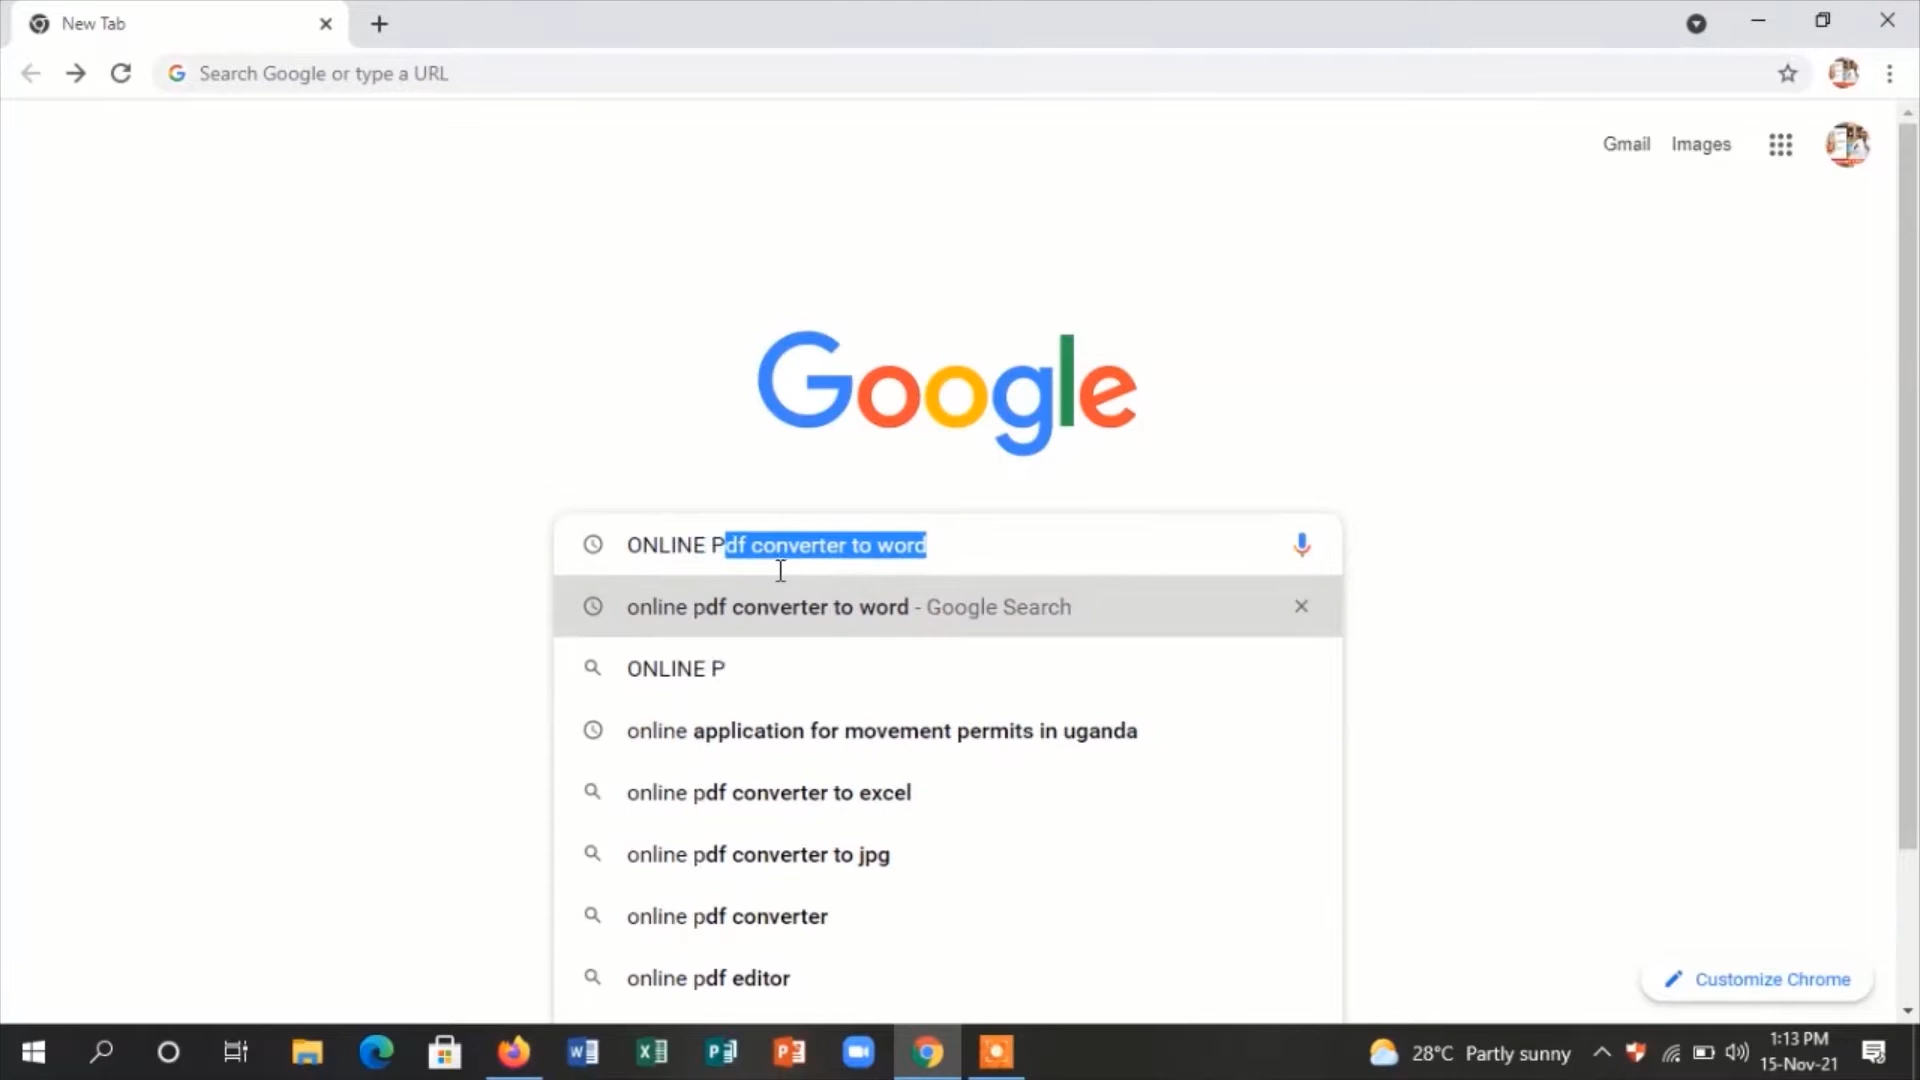 New Tab
Search Google or type a URL
Gmail Images
Google
ONLINE Pdf converter to word
online pdf converter to word - Google Search
ONLINE P
online application for movement permits in uganda
online pdf converter to excel
online pdf converter to jpg
online pdf converter
online pdf editor
Customize Chrome
28°C Partly sunny
1:13 PM
15-Nov-21